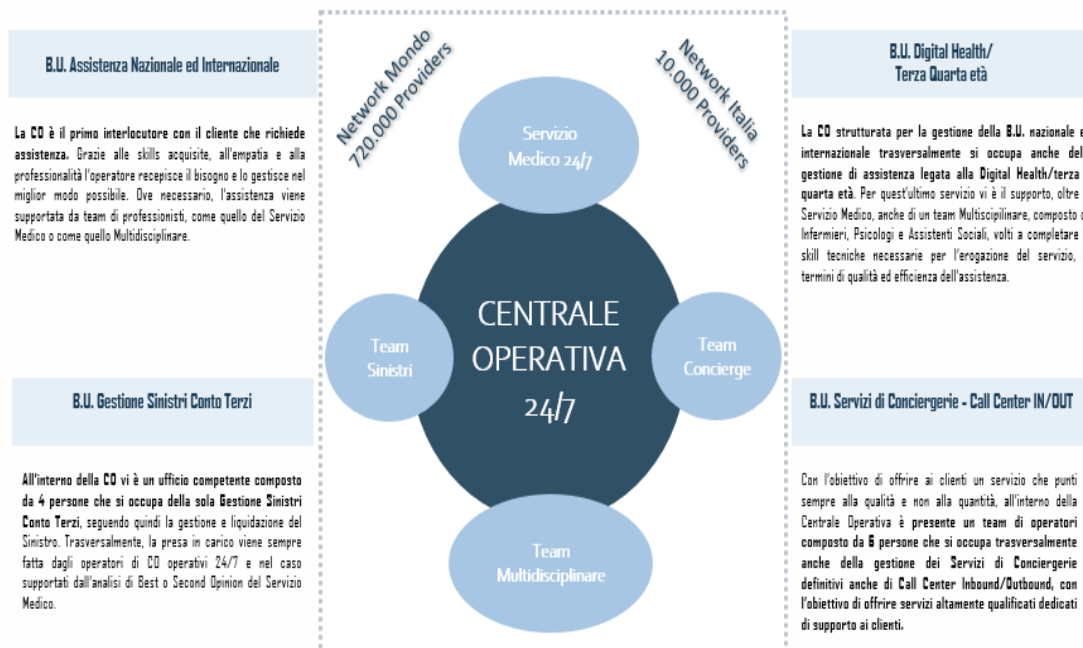 B.U. Assistenza Nazionale ed Internazionale
La CO è il primo interlocutore con il cliente che richiede
assistenza. Grazie alle skills acquisite, all'empatia e alla
professionalità l'operatore recepisce il bisogno e lo gestisce nel
miglior modo possibile. Ove necessario, l'assistenza viene
supportata da team di professionisti, come quello del Servizio
Medico o come quello Multidisciplinare.
B.U. Gestione Sinistri Conto Terzi
All'interno della CO vi è un ufficio competente composto
da 4 persone che si occupa della sola Gestione Sinistri
Conto Terzi, seguendo quindi la gestione e liquidazione del
Sinistro. Trasversalmente, la presa in carico viene sempre
fatta dagli operatori di CO operativi 24/7 e nel caso
supportati dall'analisi di Best o Second Opinion del Servizio
Medico.
Network Mondo
720.000 Providers
Network Italia
10.000 Providers
Servizio
Medico 24/7
CENTRALE
OPERATIVA
24/7
Team
Sinistri
Team
Concierge
Team
Multidisciplinare
B.U. Digital Health/
Terza Quarta età
La CO strutturata per la gestione della B.U. nazionale e
internazionale trasversalmente si occupa anche del
gestione di assistenza legata alla Digital Health/terza
quarta età. Per quest'ultimo servizio vi è il supporto, oltre
Servizio Medico, anche di un team Multiscipilinare, composto
Infermieri, Psicologi e Assistenti Sociali, volti a completare
skill tecniche necessarie per l'erogazione del servizio,
termini di qualità ed efficienza dell'assistenza.
B.U. Servizi di Conciergerie - Call Center IN/OUT
Con l'obiettivo di offrire ai clienti un servizio che punti
sempre alla qualità e non alla quantità, all'interno della
Centrale Operativa è presente un team di operatori
composto da 6 persone che si occupa trasversalmente
anche della gestione dei Servizi di Conciergerie
definitivi anche di Call Center Inbound/Outbound, con
l'obiettivo di offrire servizi altamente qualificati dedicati
di supporto ai clienti.